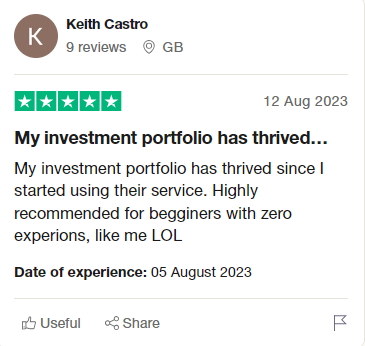 K
Keith Castro
9 reviews GB
12 Aug 2023
My investment portfolio has thrived…
My investment portfolio has thrived since I
started using their service. Highly
recommended for begginers with zero
experions, like me LOL
Date of experience: 05 August 2023
Useful Share